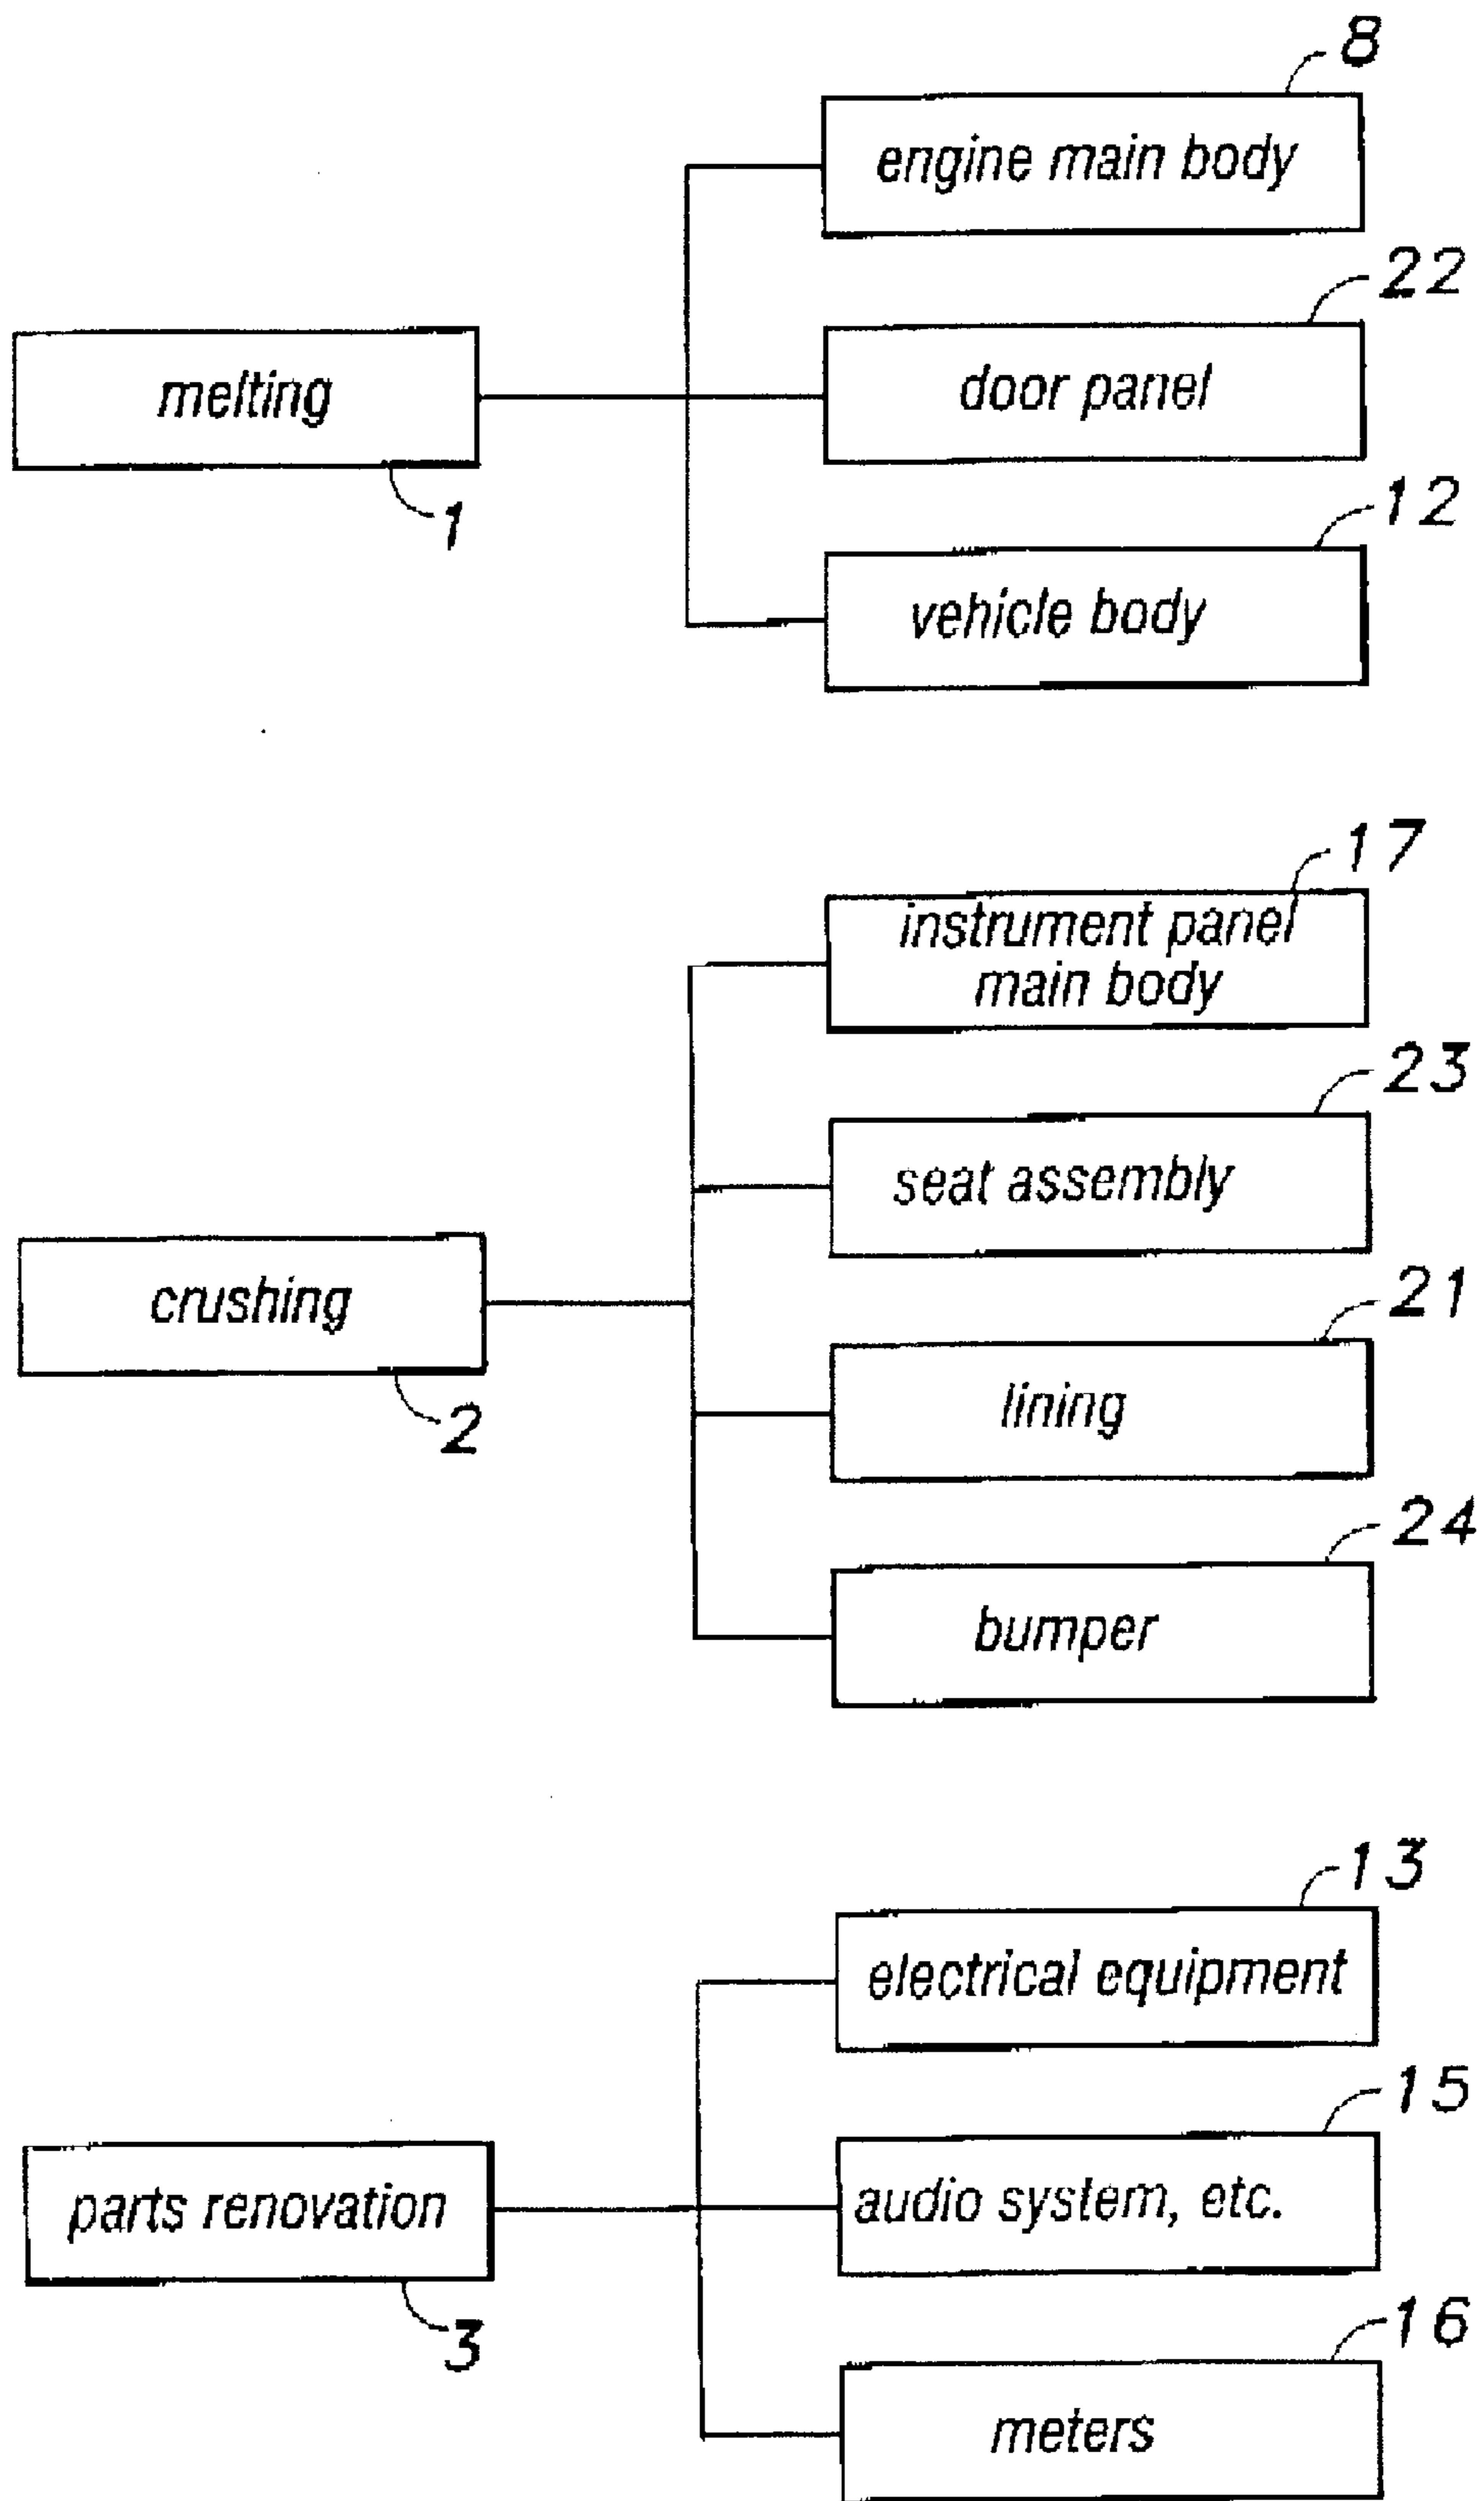 8
engine main body
22
door panel
melting
1
12
vehicle body
17
instrument panel
main body
23
seat assembly
crushing
2
21
lining
24
bumper
13
electrical equipment
15
audio system, etc.
parts renovation
3
16
meters